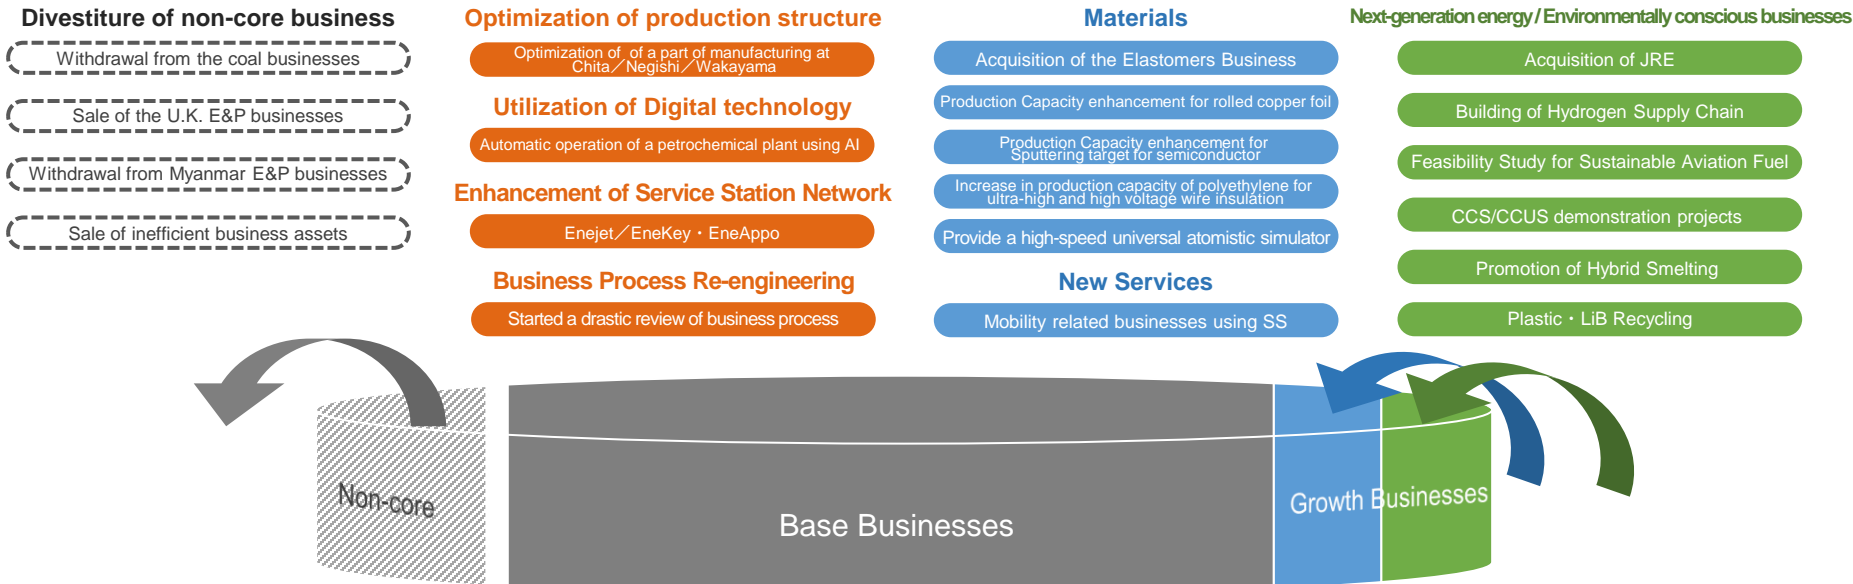 Divestiture of non-core business
Withdrawal from the coal businesses
Sale of the U.K. E&P businesses
Withdrawal from Myanmar E&P businesses
Sale of inefficient business assets
Optimization of production structure
Optimization of of a part of manufacturing at
Chita／Negishi／Wakayama
Utilization of Digital technology
Automatic operation of a petrochemical plant using AI
Enhancement of Service Station Network
Enejet／EneKey・EneAppo
Business Process Re-engineering
Started a drastic review of business process
Materials
Acquisition of the Elastomers Business
Production Capacity enhancement for rolled copper foil
Production Capacity enhancement for
Sputtering target for semiconductor
Increase in production capacity of polyethylene for
ultra-high and high voltage wire insulation
Provide a high-speed universal atomistic simulator
New Services
Mobility related businesses using SS
Next-generation energy / Environmentally conscious businesses
Acquisition of JRE
Building of Hydrogen Supply Chain
Feasibility Study for Sustainable Aviation Fuel
CCS/CCUS demonstration projects
Promotion of Hybrid Smelting
Plastic・LiB Recycling
Non-core
Base Businesses
Growth Businesses